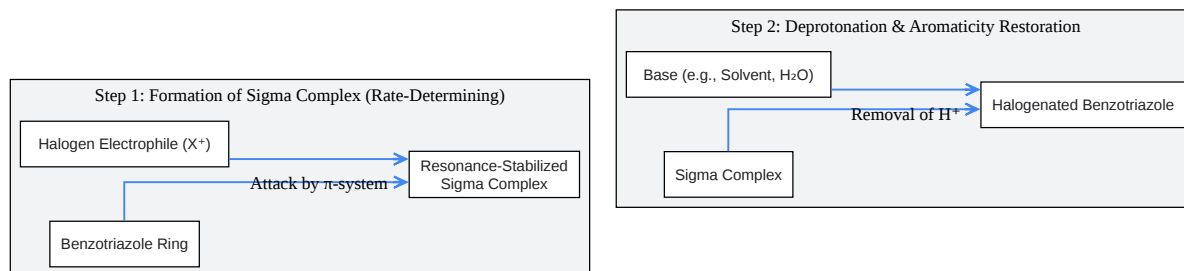 Step 1: Formation of Sigma Complex (Rate-Determining)
Halogen Electrophile (X⁺)
Resonance-Stabilized
Sigma Complex
Attack by π-system
Benzotriazole Ring
Step 2: Deprotonation & Aromaticity Restoration
Base (e.g., Solvent, H₂O)
Halogenated Benzotriazole
Removal of H⁺
Sigma Complex